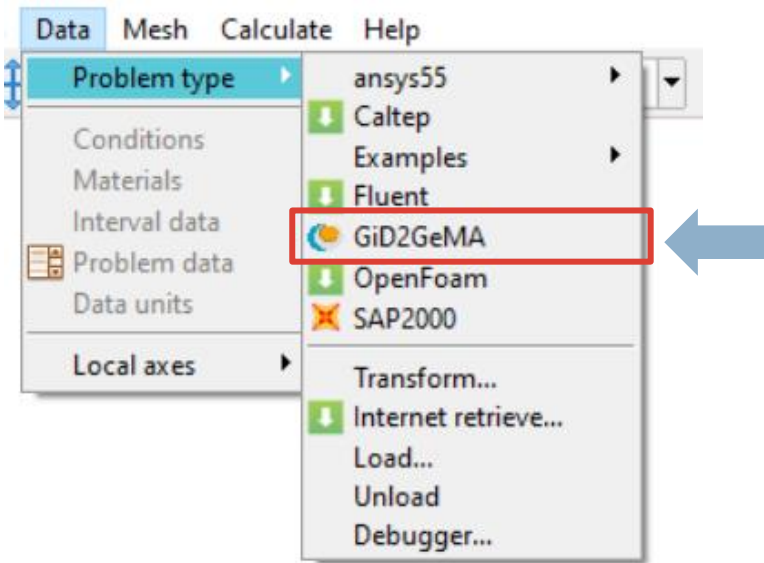 Data Mesh Calculate Help
Problem type
Conditions
Materials
Interval data
Problem data
Data units
Local axes
ansys55
Caltep
Examples
Fluent
GiD2GeMA
OpenFoam
SAP2000
Transform...
Internet retrieve...
Load...
Unload
Debugger...